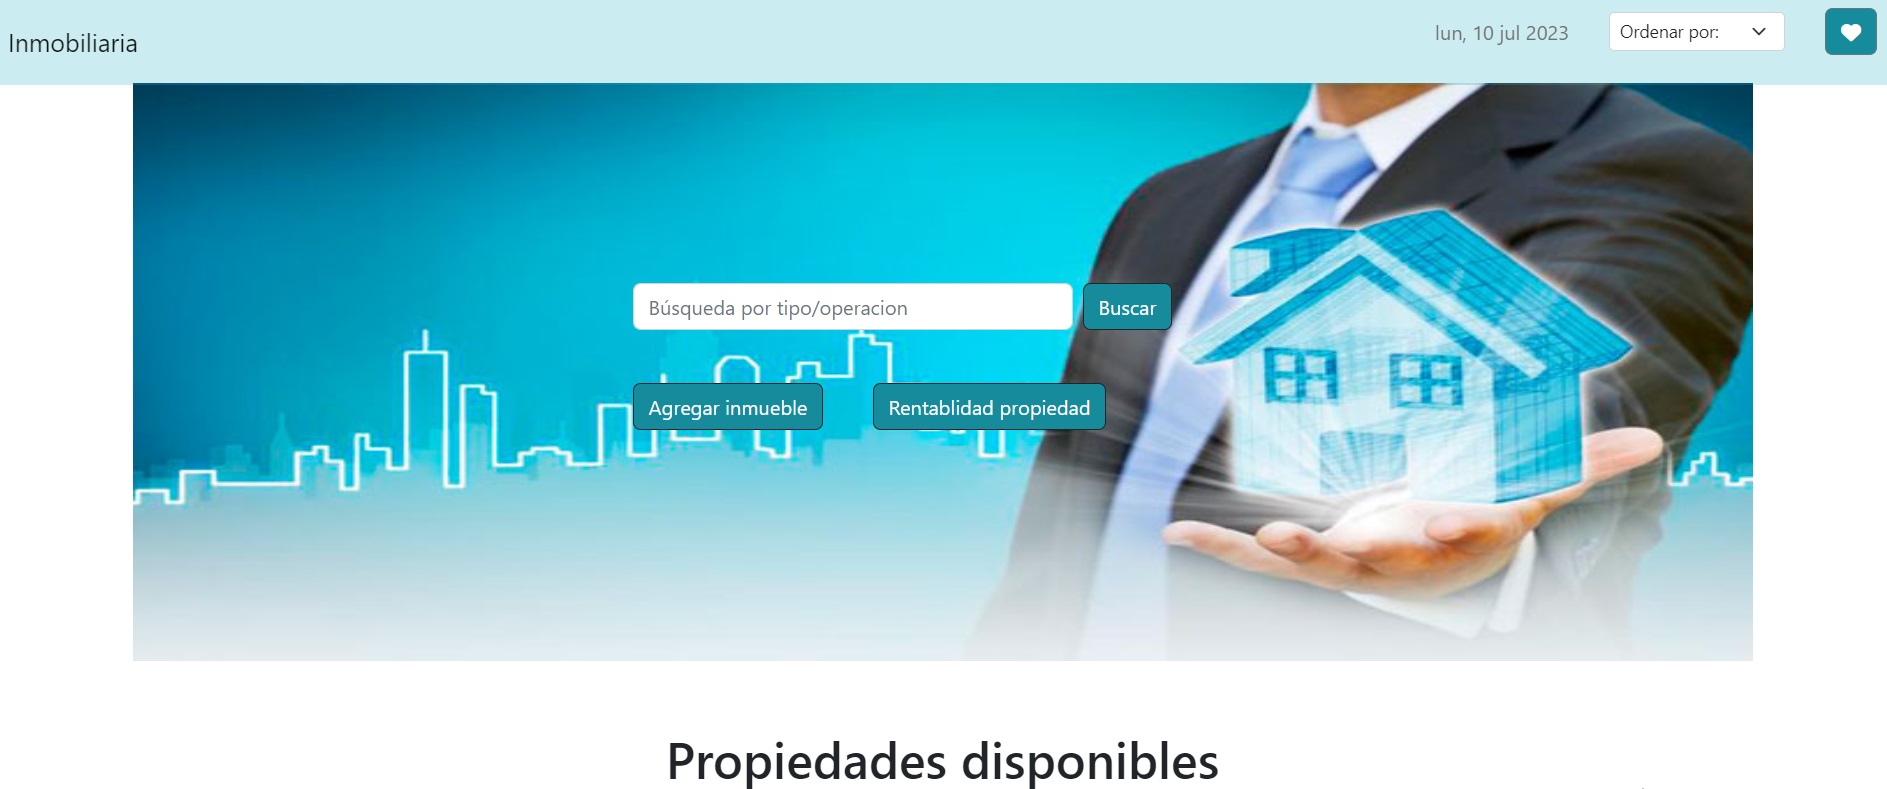 Inmobiliaria
lun, 10 jul 2023
Ordenar por:
Búsqueda por tipo/operacion
Buscar
Agregar inmueble
Rentablidad propiedad
Propiedades disponibles